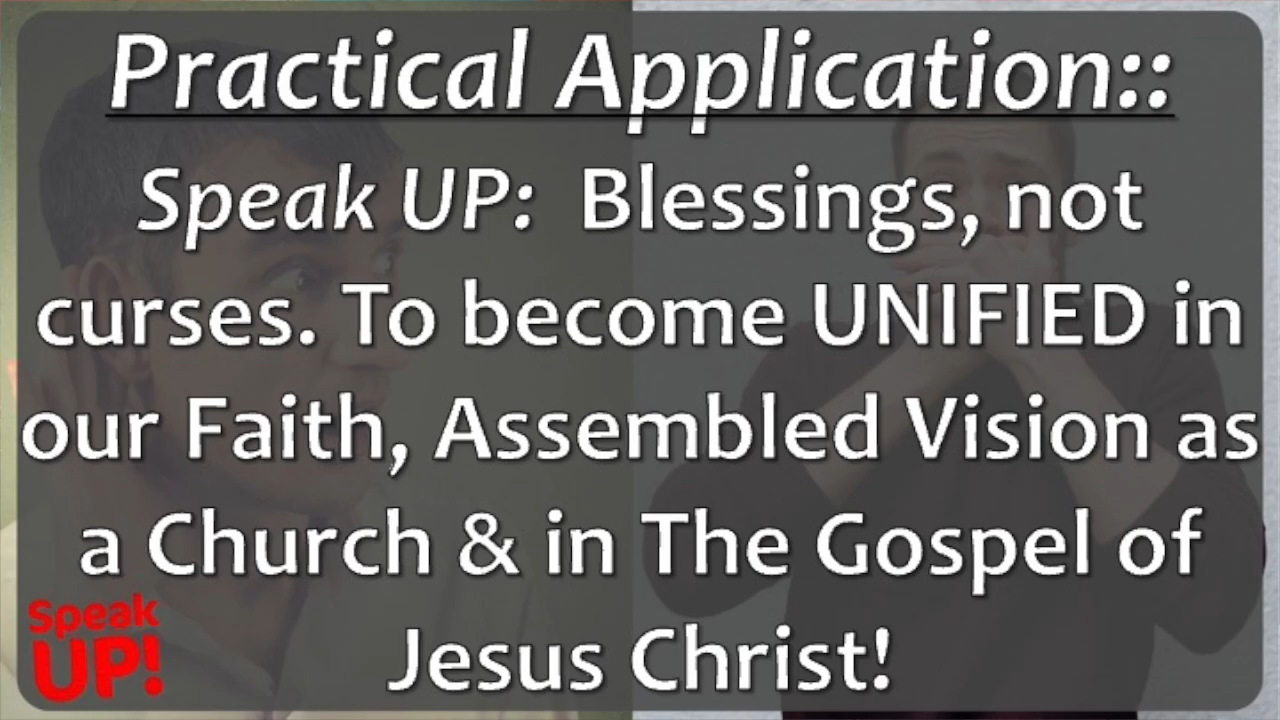 Practical Application::
Speak UP: Blessings, not
curses. To become UNIFIED in
our Faith, Assembled Vision as
a Church & in The Gospel of
Jesus Christ!
Speak
UP!